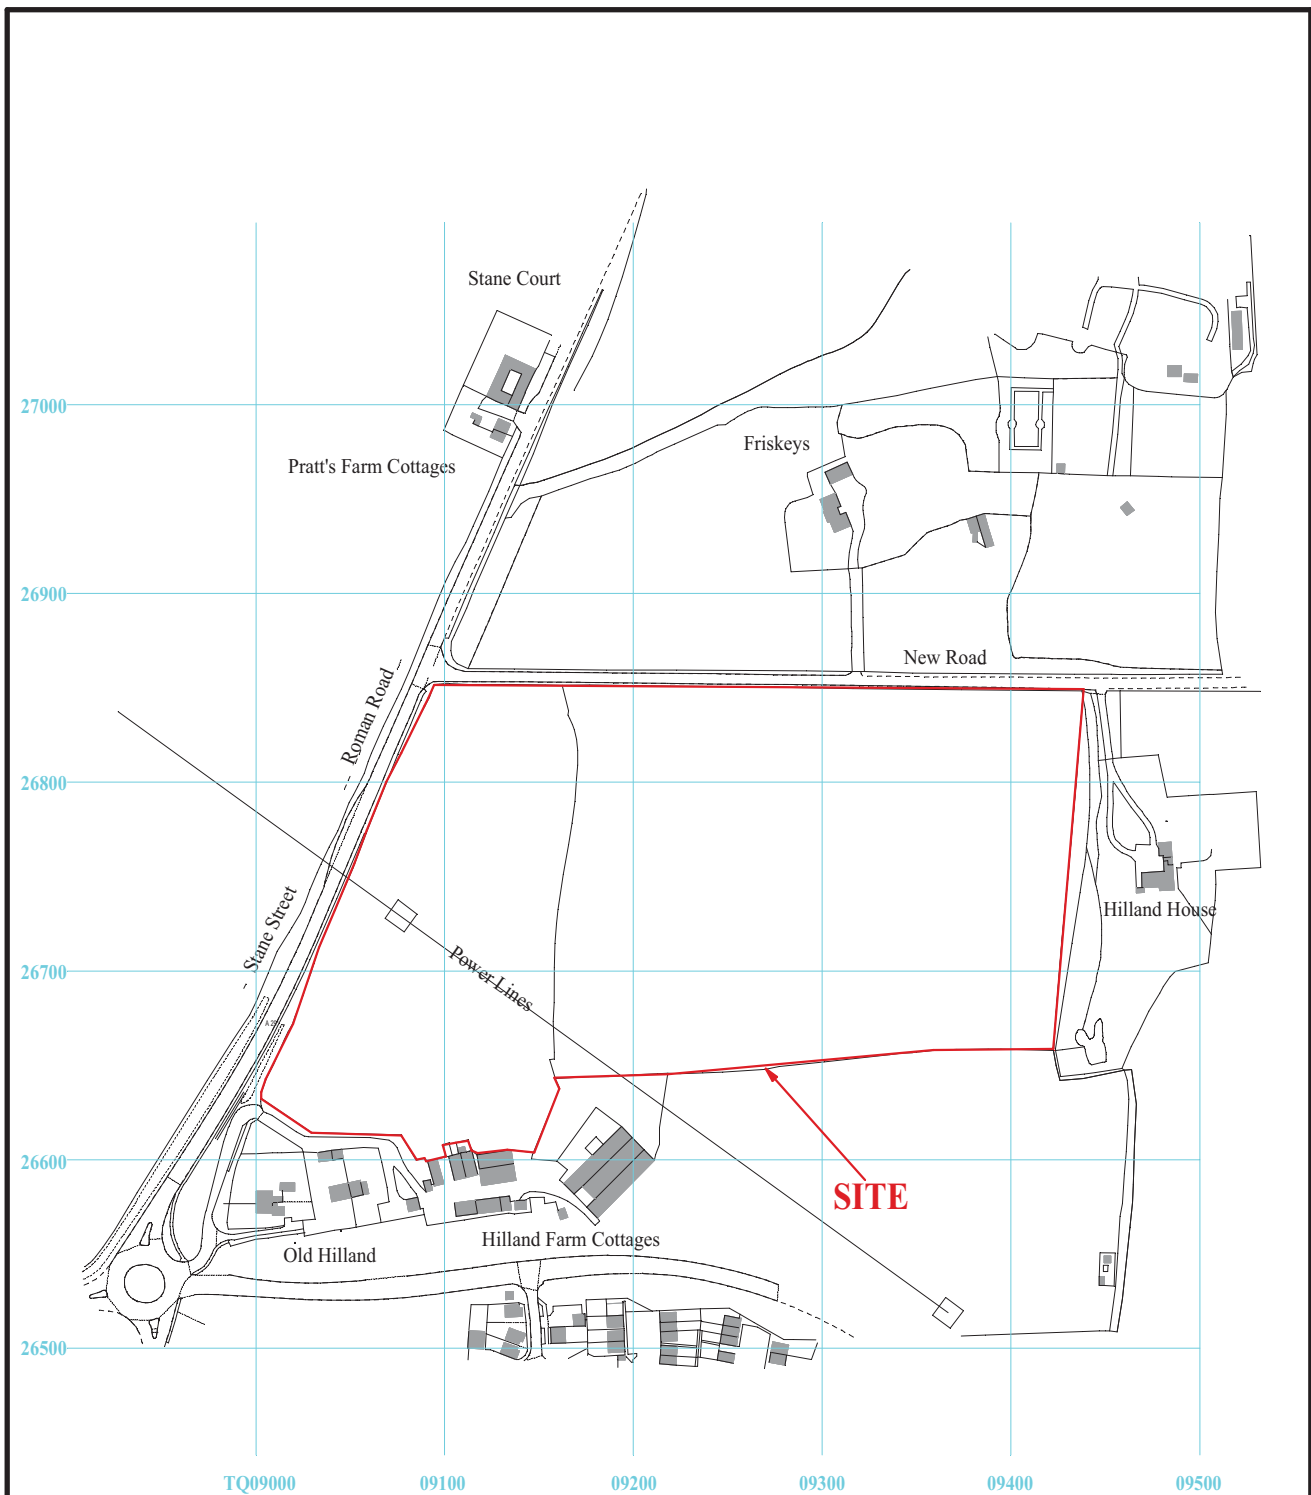 Stane Court
27000
Friskeys
Pratt's Farm Cottages
26900
New Road
Roman Road
26800
Stane Street
Hilland House
26700
Power Lines
26600
SITE
Old Hilland
Hilland Farm Cottages
26500
TQ09000
09100
09200
09300
09400
09500